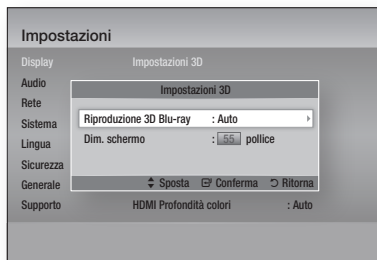 Impostazioni
Display Impostazioni 3D
Audio
Impostazioni 3D
Rete
Riproduzione 3D Blu-ray : Auto
Sistema
Dim. schermo : 55 pollice
Lingua
Sicurezza
Generale
Sposta Conferma Ritorna
Supporto HDMI Profondità colori : Auto